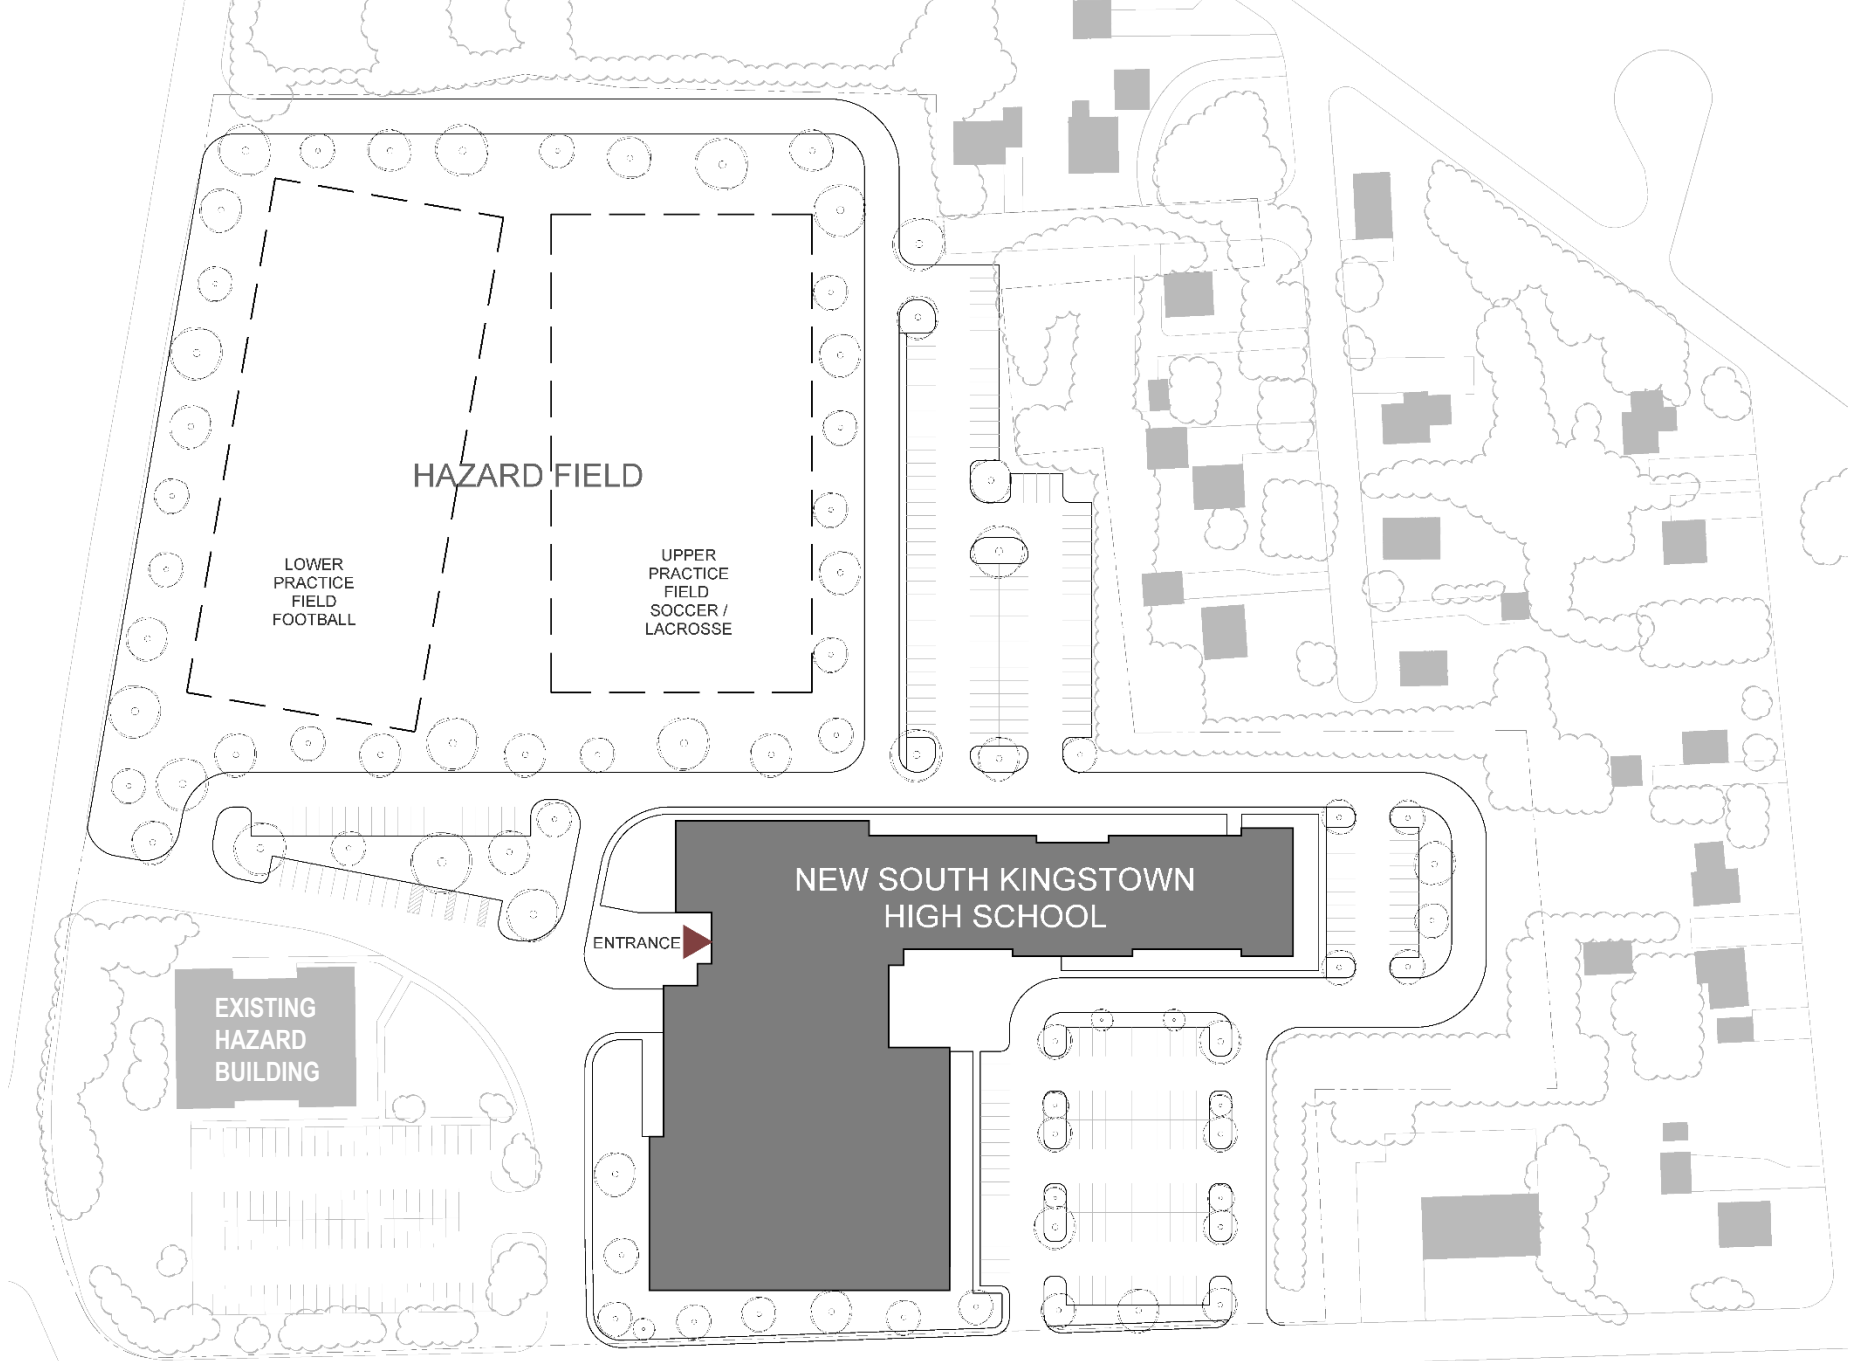 HAZARD FIELD
LOWER
PRACTICE
FIELD
FOOTBALL
UPPER
PRACTICE
FIELD
SOCCER /
LACROSSE
NEW SOUTH KINGSTOWN
HIGH SCHOOL
ENTRANCE
EXISTING
HAZARD
BUILDING